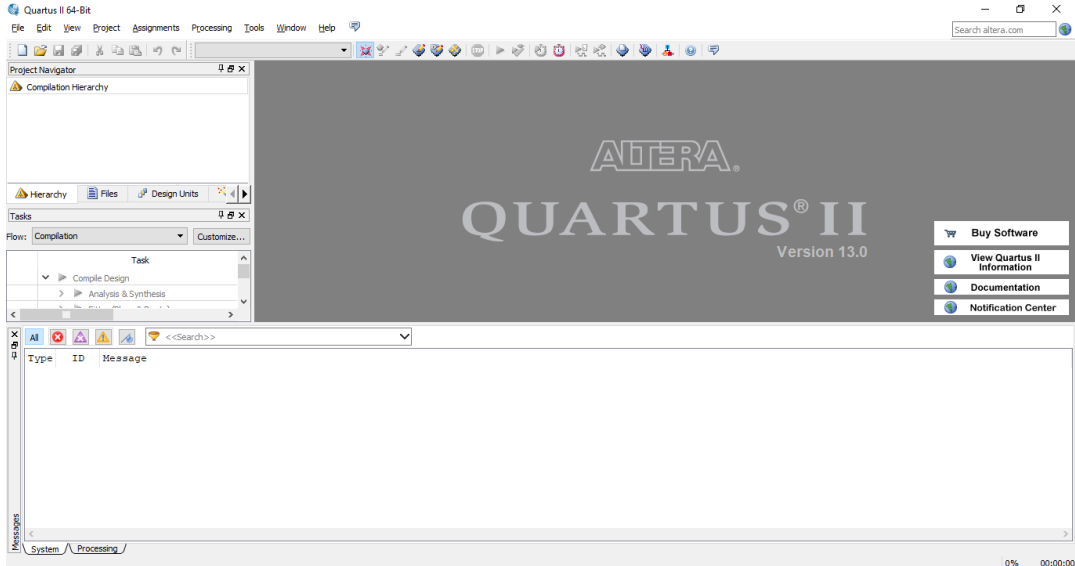 Quartus II 64-Bit
File Edit View Project Assignments Processing Tools Window Help
Search altera.com
Project Navigator
Compilation Hierarchy
Hierarchy Files Design Units
Tasks
Flow: Compilation Customize...
Task
Compile Design
Analysis & Synthesis
ALTERA®
QUARTUS® II
Version 13.0
Buy Software
View Quartus II
Information
Documentation
Notification Center
All <<Search>>
Type ID Message
Messages
System Processing
0% 00:00:00